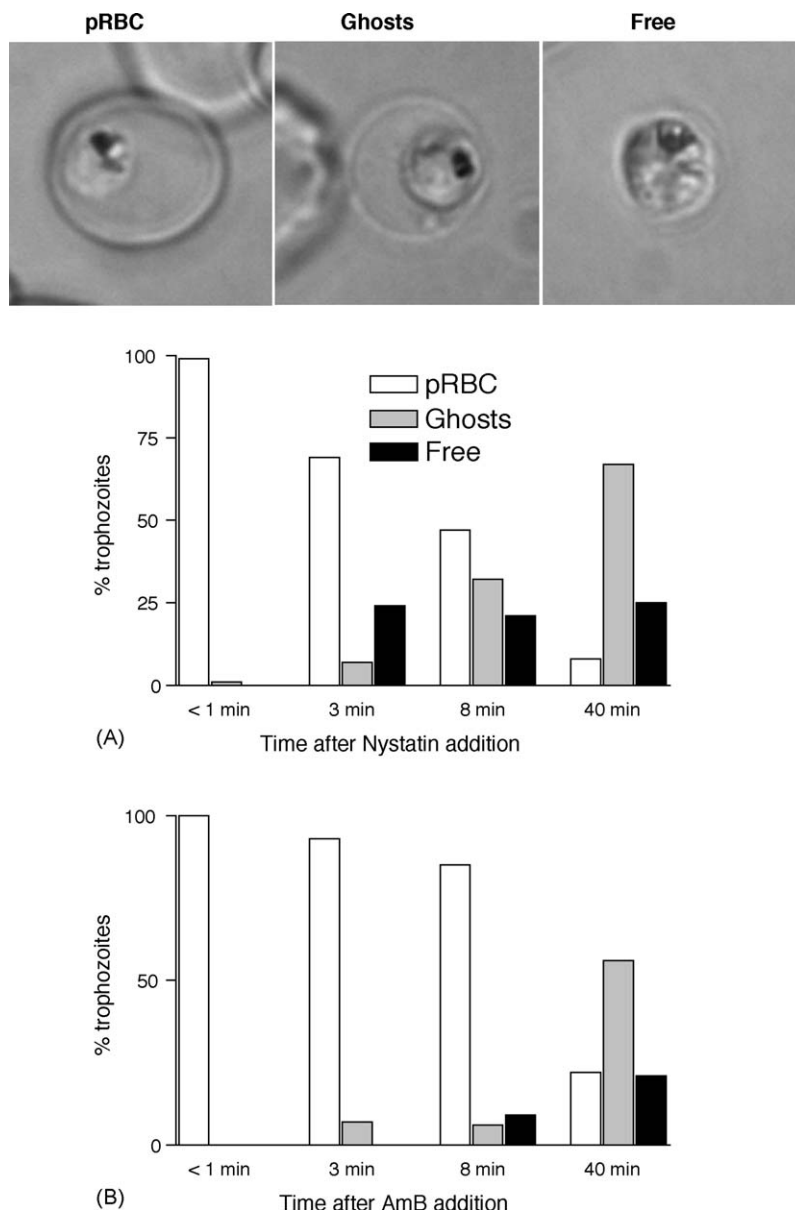 pRBC Ghosts Free
100
75
50
25
0
% trophozoites
pRBC
Ghosts
Free
< 1 min 3 min 8 min 40 min
(A) Time after Nystatin addition
100
50
0
% trophozoites
< 1 min 3 min 8 min 40 min
(B) Time after AmB addition